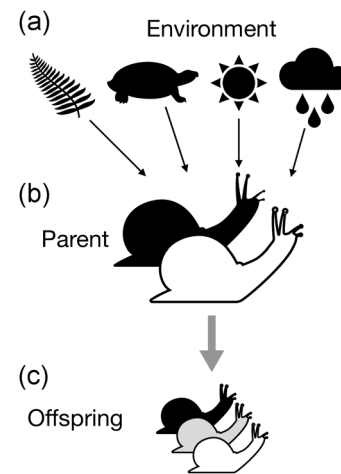 (a)
Environment
(b)
Parent
(c)
Offspring